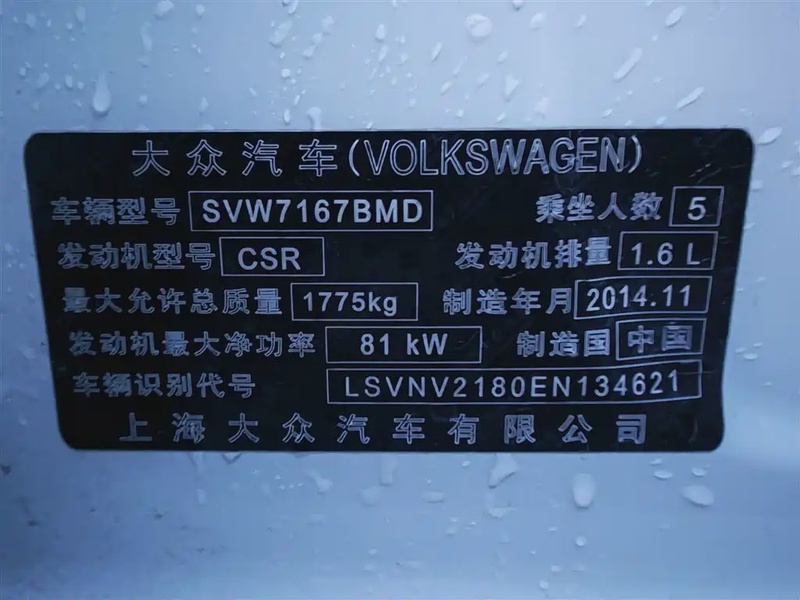 大众汽车(VOLKSWAGEN)
车辆型号 SVW7167BMD 乘坐人数 5
发动机型号 CSR 发动机排量 1.6 L
最大允许总质量 1775kg 制造年月 2014.11
发动机最大净功率 81 kW 制造国 中国
车辆识别代号 LSVNV2180EN134621
上海大众汽车有限公司